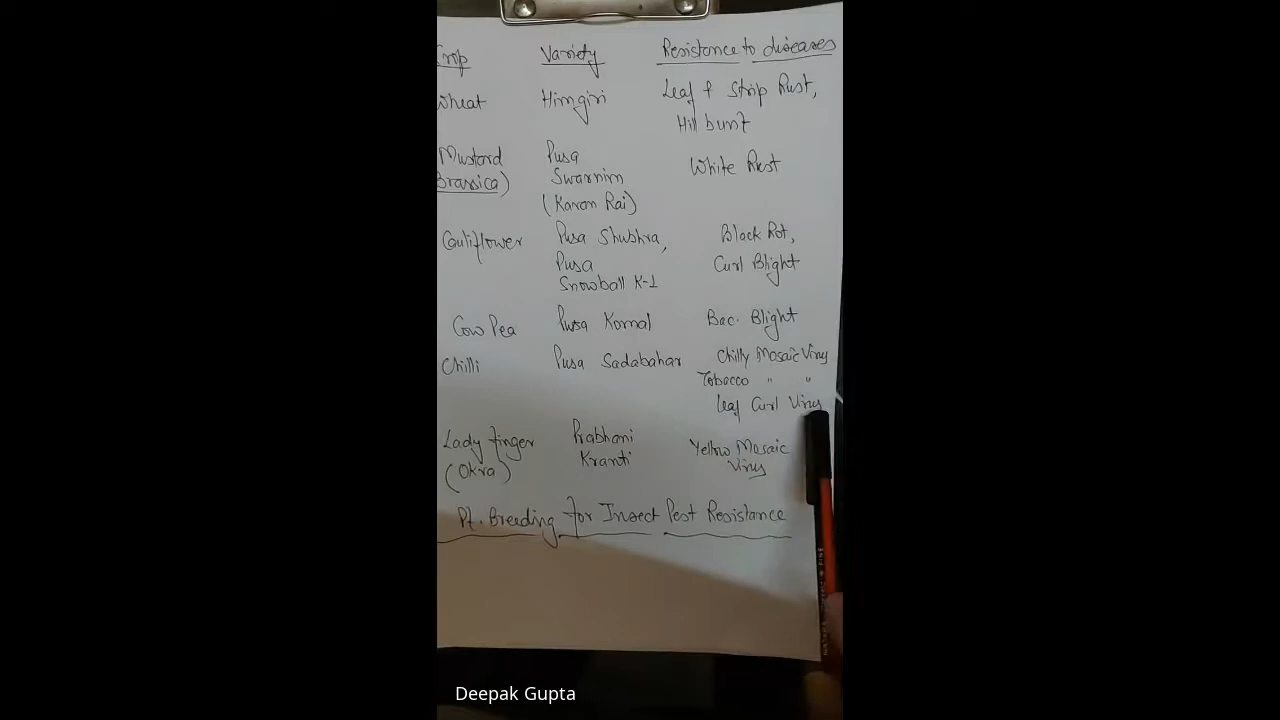 Crop Variety Resistance to diseases
Wheat Himgiri Leaf & Strip Rust,
Hill bunt
Mustard Pusa White Rust
(Brassica) Swarnim
(Karan Rai)
Cauliflower Pusa Shubhra, Black Rot,
Pusa Curl Blight
Snowball K-1
Cow Pea Pusa Komal Bac. Blight
Chilli Pusa Sadabahar Chilly Mosaic Virus
Tobacco " "
Leaf Curl Virus
Lady finger Prabhani Yellow Mosaic
(Okra) Kranti Virus
Pt. Breeding for Insect Pest Resistance
Deepak Gupta